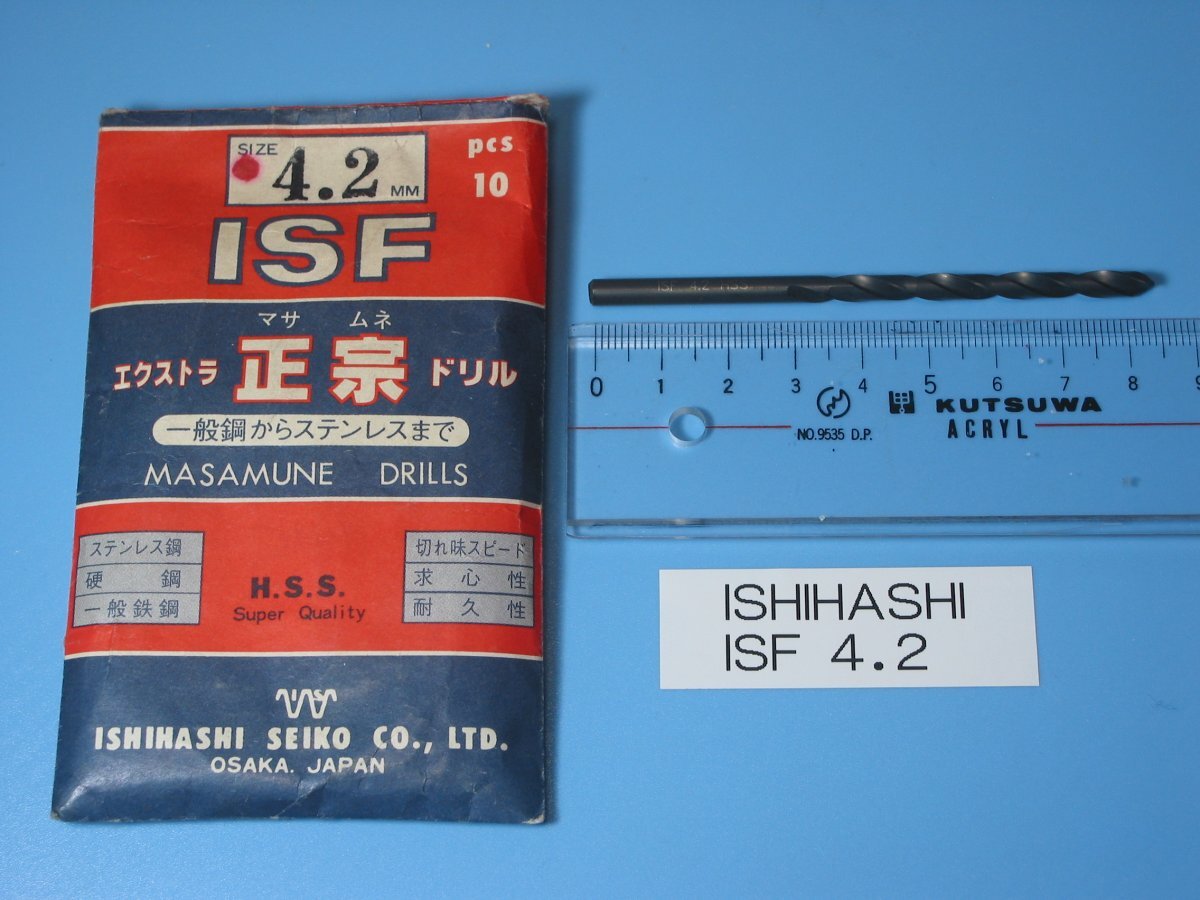 SIZE
4.2 MM
pcs
10
ISF
マサ ムネ
エクストラ 正宗 ドリル
一般鋼からステンレスまで
MASAMUNE DRILLS
ステンレス鋼
硬 鋼
一般鉄鋼
H.S.S.
Super Quality
切れ味スピード
求心性
耐久性
ISHIHASHI SEIKO CO., LTD.
OSAKA. JAPAN
ISF 4.2 HSS
0 1 2 3 4 5 6 7 8 9
NO.9535 D.P.
KUTSUWA
ACRYL
ISHIHASHI
ISF 4.2